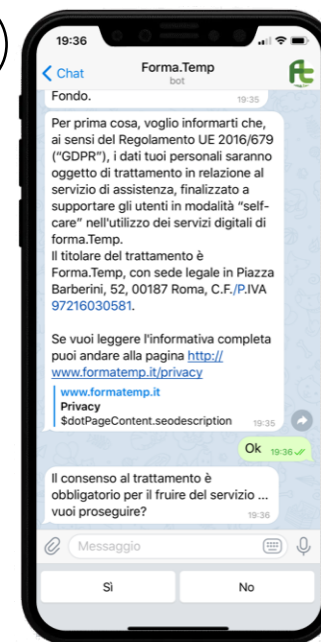 19:36
Chat
Forma.Temp
bot
Fondo.
19:35
Per prima cosa, voglio informarti che,
ai sensi del Regolamento UE 2016/679
("GDPR"), i dati tuoi personali saranno
oggetto di trattamento in relazione al
servizio di assistenza, finalizzato a
supportare gli utenti in modalità "self-
care" nell'utilizzo dei servizi digitali di
forma.Temp.
Il titolare del trattamento è
Forma.Temp, con sede legale in Piazza
Barberini, 52, 00187 Roma, C.F./P.IVA
97216030581.
Se vuoi leggere l'informativa completa
puoi andare alla pagina http://
www.formatemp.it/privacy
www.formatemp.it
Privacy
$dotPageContent.seodescription
19:35
Ok 19:36
Il consenso al trattamento è
obbligatorio per il fruire del servizio ...
vuoi proseguire?
19:36
Messaggio
Sì No